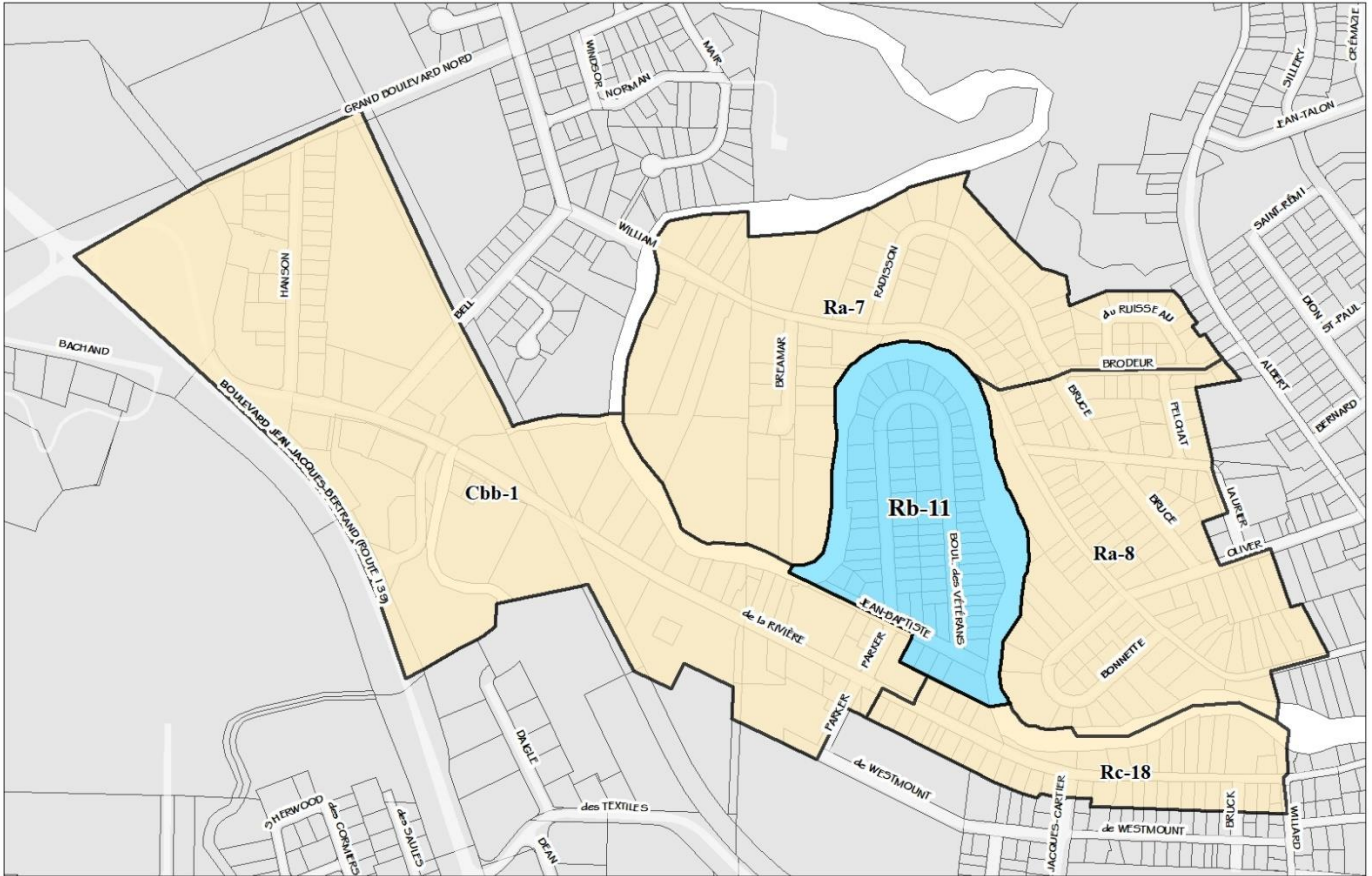 GRAND BOULEVARD NORD
WINDSOR
NORMAN
MAIR
SILLERY
CRÉMAZIE
JEAN-TALON
SAINT-RÉMI
DION
ST-PAUL
WILLIAM
RADISSON
Ra-7
du RUISSEAU
BRODEUR
HANSON
BELL
BACHAND
BREAMAR
BRUCE
PELCHAT
ALBERT
BERNARD
BOULEVARD JEAN-JACQUES-BERTRAND (ROUTE 139)
Cbb-1
Rb-11
BRUCE
LAURIER
OLIVER
Ra-8
BOUL. des VÉTÉRANS
JEAN-BAPTISTE
de la RIVIÈRE
PARKER
BONNETTE
PARKER
DAIGLE
de WESTMOUNT
Rc-18
SHERWOOD
des CORMIERS
des SAULES
des TEXTILES
DEAN
JACQUES-CARTIER
de WESTMOUNT
BRUCK
WILLARD